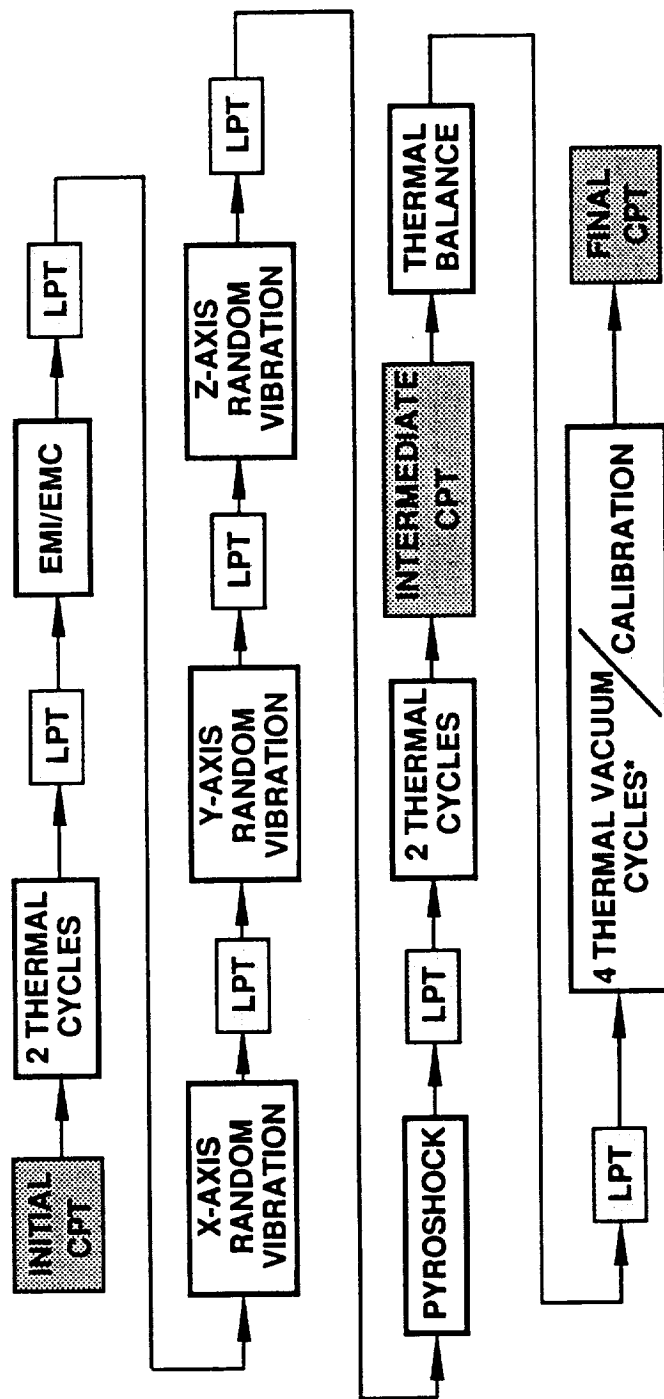 INITIAL
CPT
2 THERMAL
CYCLES
LPT
EMI/EMC
LPT
X-AXIS
RANDOM
VIBRATION
LPT
Y-AXIS
RANDOM
VIBRATION
LPT
Z-AXIS
RANDOM
VIBRATION
LPT
PYROSHOCK
LPT
2 THERMAL
CYCLES
INTERMEDIATE
CPT
THERMAL
BALANCE
LPT
4 THERMAL VACUUM
CYCLES*
CALIBRATION
FINAL
CPT